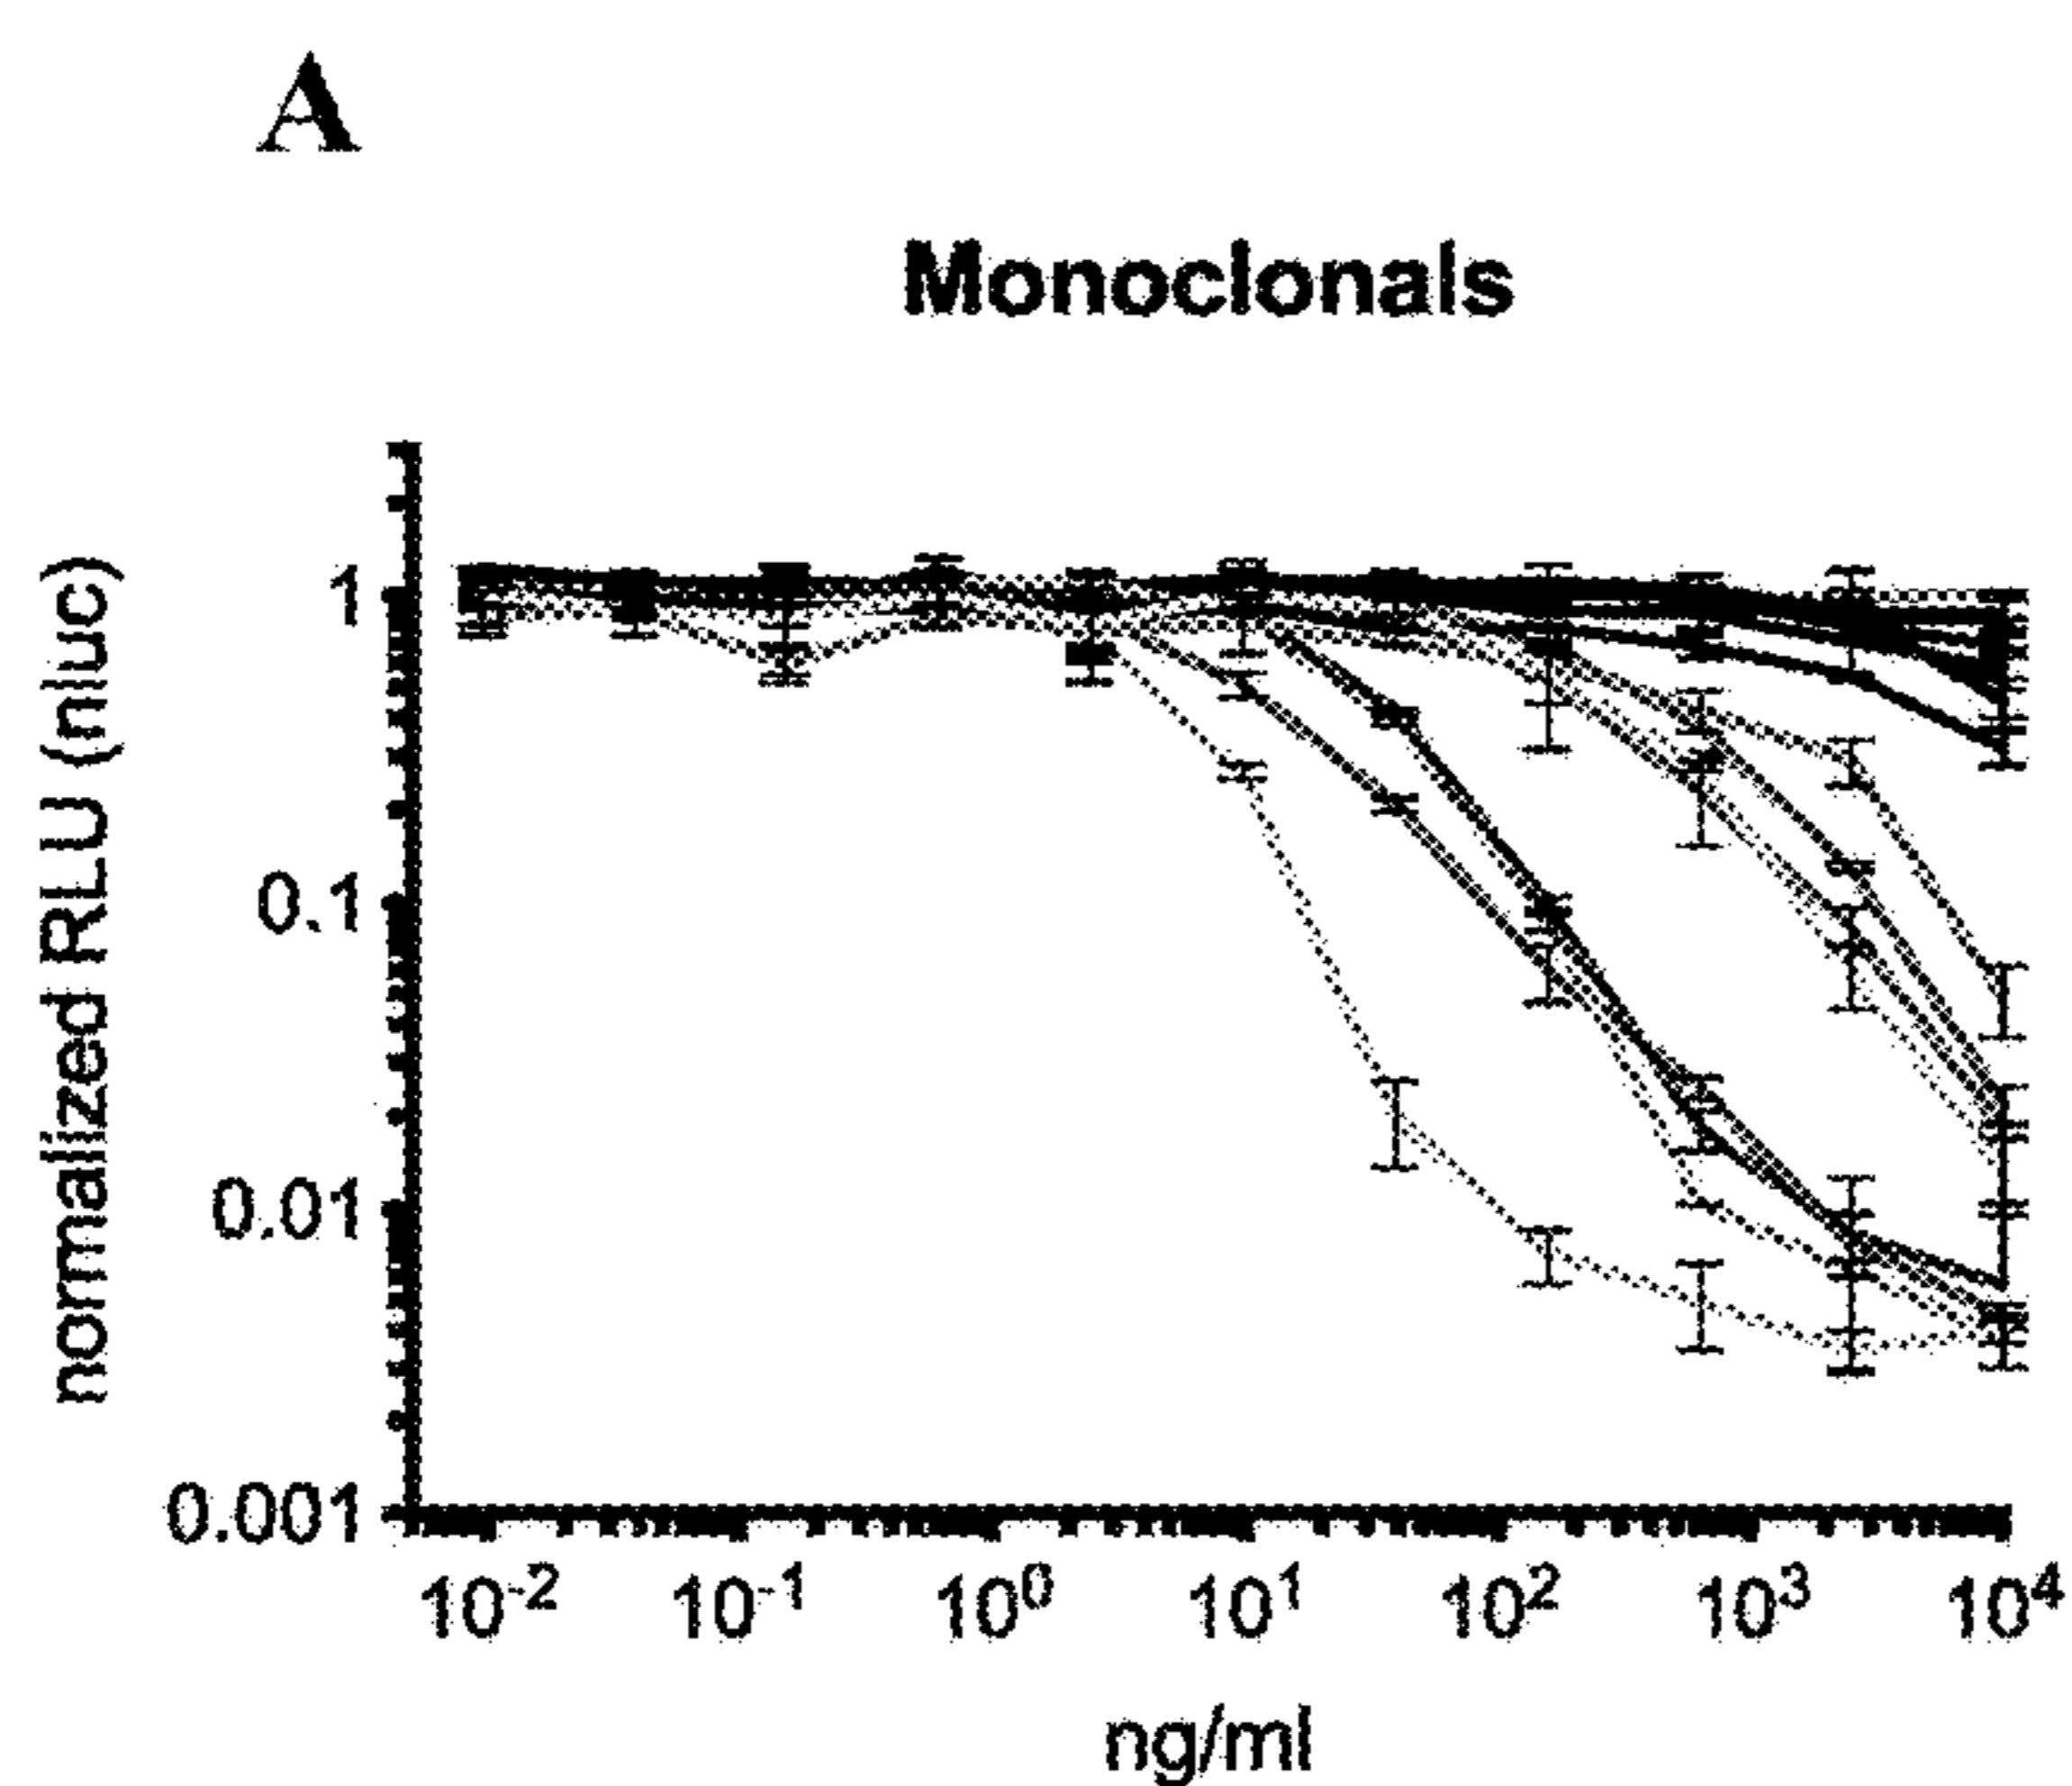 A
Monoclonals
normalized RLU (nluc)
1
0.1
0.01
0.001
10⁻² 10⁻¹ 10⁰ 10¹ 10² 10³ 10⁴
ng/ml